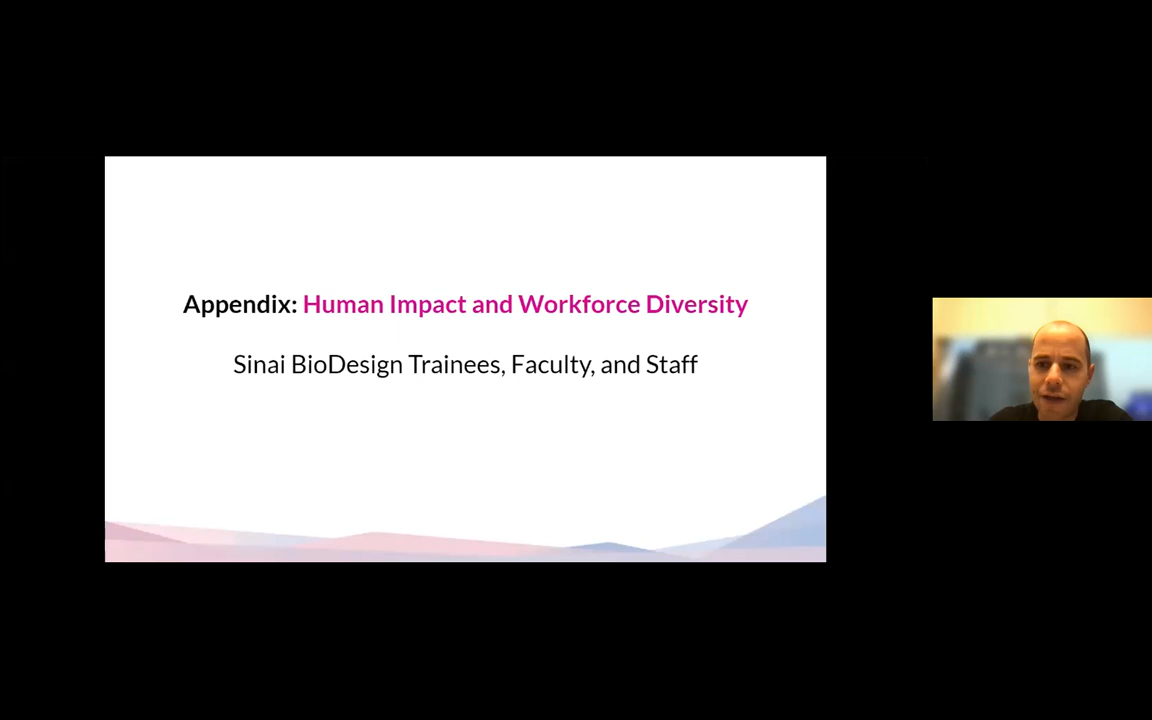 Appendix: Human Impact and Workforce Diversity
Sinai BioDesign Trainees, Faculty, and Staff